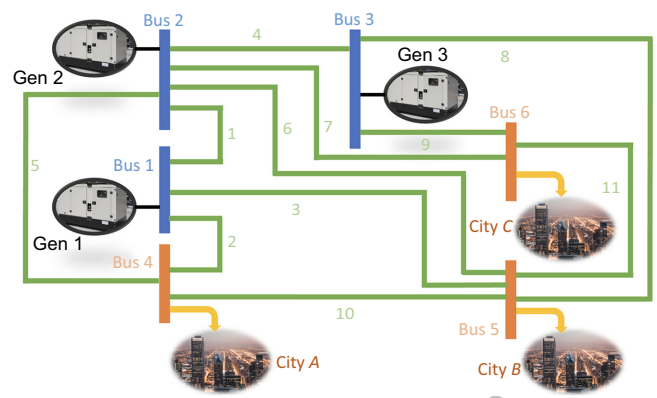 Bus 2
Bus 3
4
8
Gen 2
Gen 3
Bus 6
1
6
7
9
5
Bus 1
3
11
Gen 1
2
City C
Bus 4
10
Bus 5
City A
City B